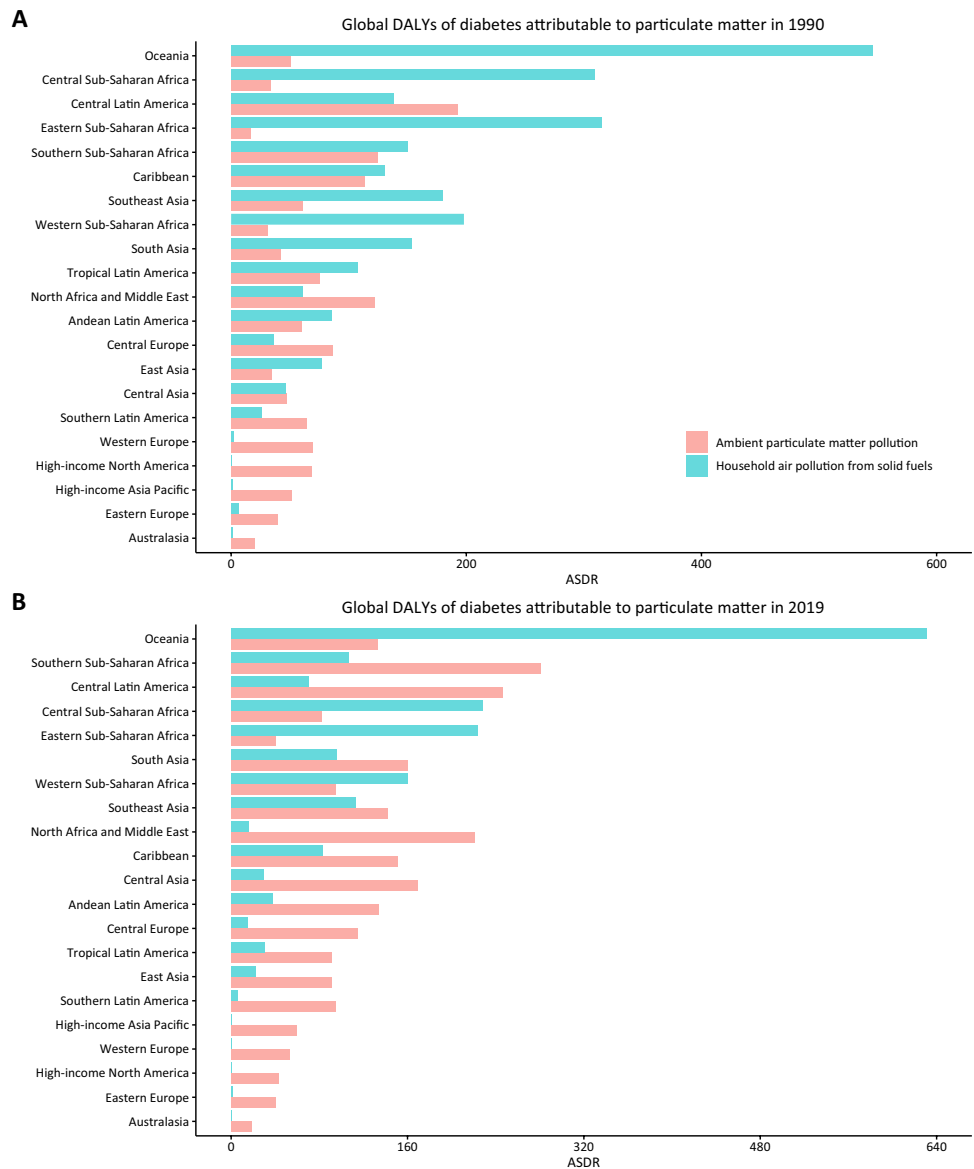 A
Global DALYs of diabetes attributable to particulate matter in 1990
Oceania
Central Sub-Saharan Africa
Central Latin America
Eastern Sub-Saharan Africa
Southern Sub-Saharan Africa
Caribbean
Southeast Asia
Western Sub-Saharan Africa
South Asia
Tropical Latin America
North Africa and Middle East
Andean Latin America
Central Europe
East Asia
Central Asia
Southern Latin America
Western Europe
High-income North America
High-income Asia Pacific
Eastern Europe
Australasia
Ambient particulate matter pollution
Household air pollution from solid fuels
0 200 400 600
ASDR
B
Global DALYs of diabetes attributable to particulate matter in 2019
Oceania
Southern Sub-Saharan Africa
Central Latin America
Central Sub-Saharan Africa
Eastern Sub-Saharan Africa
South Asia
Western Sub-Saharan Africa
Southeast Asia
North Africa and Middle East
Caribbean
Central Asia
Andean Latin America
Central Europe
Tropical Latin America
East Asia
Southern Latin America
High-income Asia Pacific
Western Europe
High-income North America
Eastern Europe
Australasia
0 160 320 480 640
ASDR